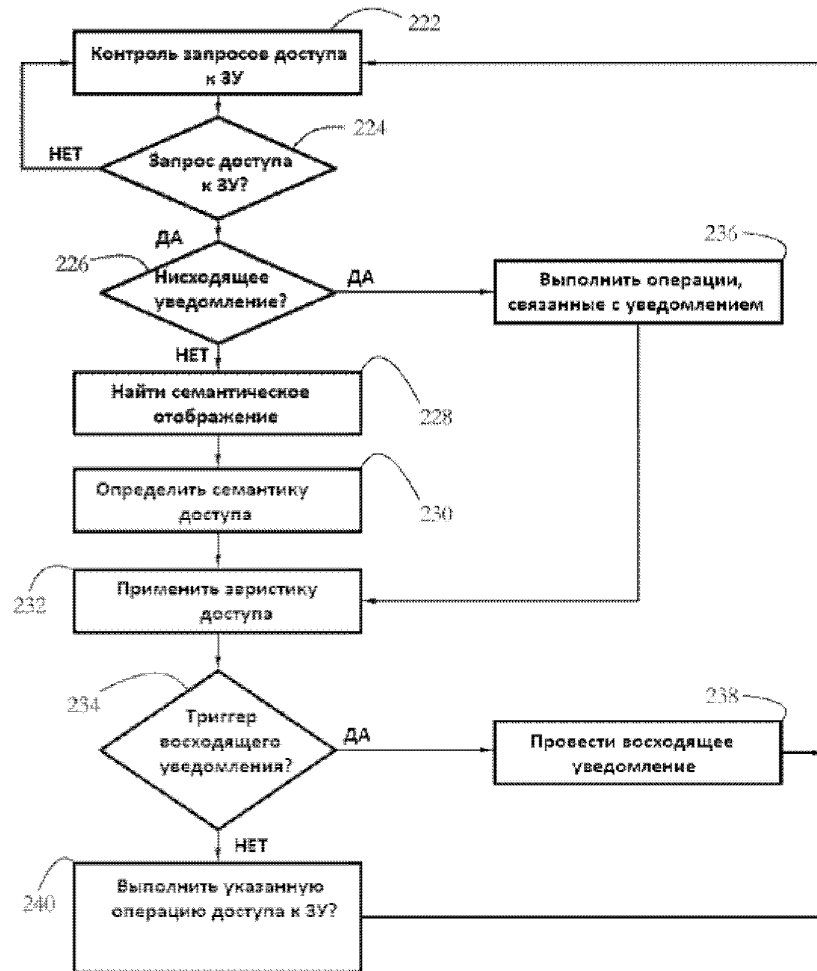 222
Контроль запросов доступа
к ЗУ
224
НЕТ
Запрос доступа
к ЗУ?
ДА
226
Нисходящее
уведомление?
ДА
236
Выполнить операции,
связанные с уведомлением
НЕТ
Найти семантическое
отображение
228
Определить семантику
доступа
230
232
Применить эвристику
доступа
234
Триггер
восходящего
уведомления?
ДА
238
Провести восходящее
уведомление
НЕТ
240
Выполнить указанную
операцию доступа к ЗУ?